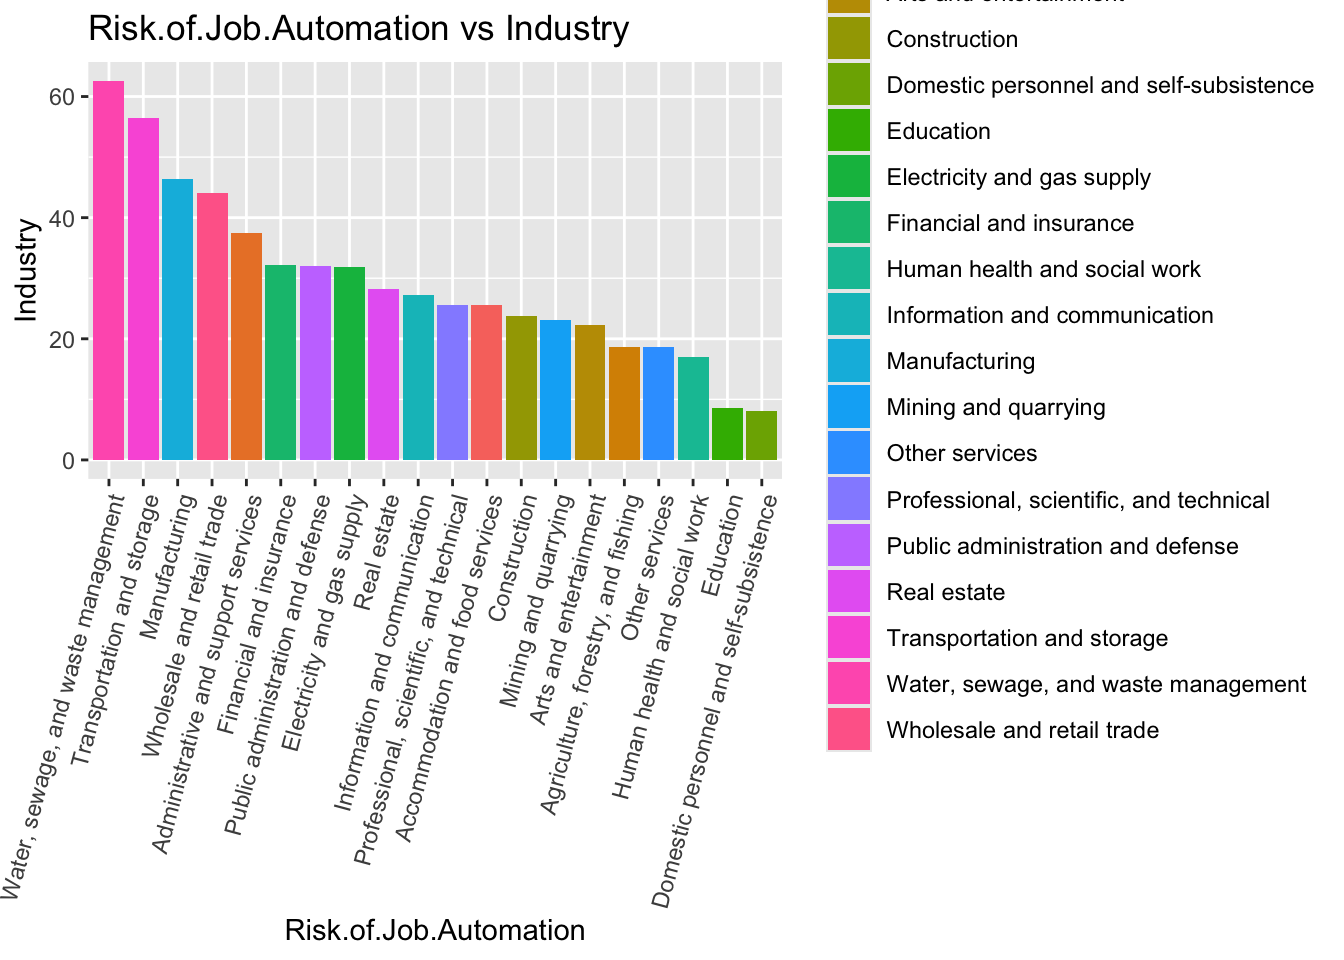 Risk.of.Job.Automation vs Industry
Industry
60
40
20
0
Water, sewage, and waste management
Transportation and storage
Manufacturing
Wholesale and retail trade
Administrative and support services
Financial and insurance
Public administration and defense
Electricity and gas supply
Real estate
Information and communication
Professional, scientific, and technical
Accommodation and food services
Construction
Mining and quarrying
Arts and entertainment
Agriculture, forestry, and fishing
Other services
Human health and social work
Education
Domestic personnel and self-subsistence
Risk.of.Job.Automation
Arts and entertainment
Construction
Domestic personnel and self-subsistence
Education
Electricity and gas supply
Financial and insurance
Human health and social work
Information and communication
Manufacturing
Mining and quarrying
Other services
Professional, scientific, and technical
Public administration and defense
Real estate
Transportation and storage
Water, sewage, and waste management
Wholesale and retail trade